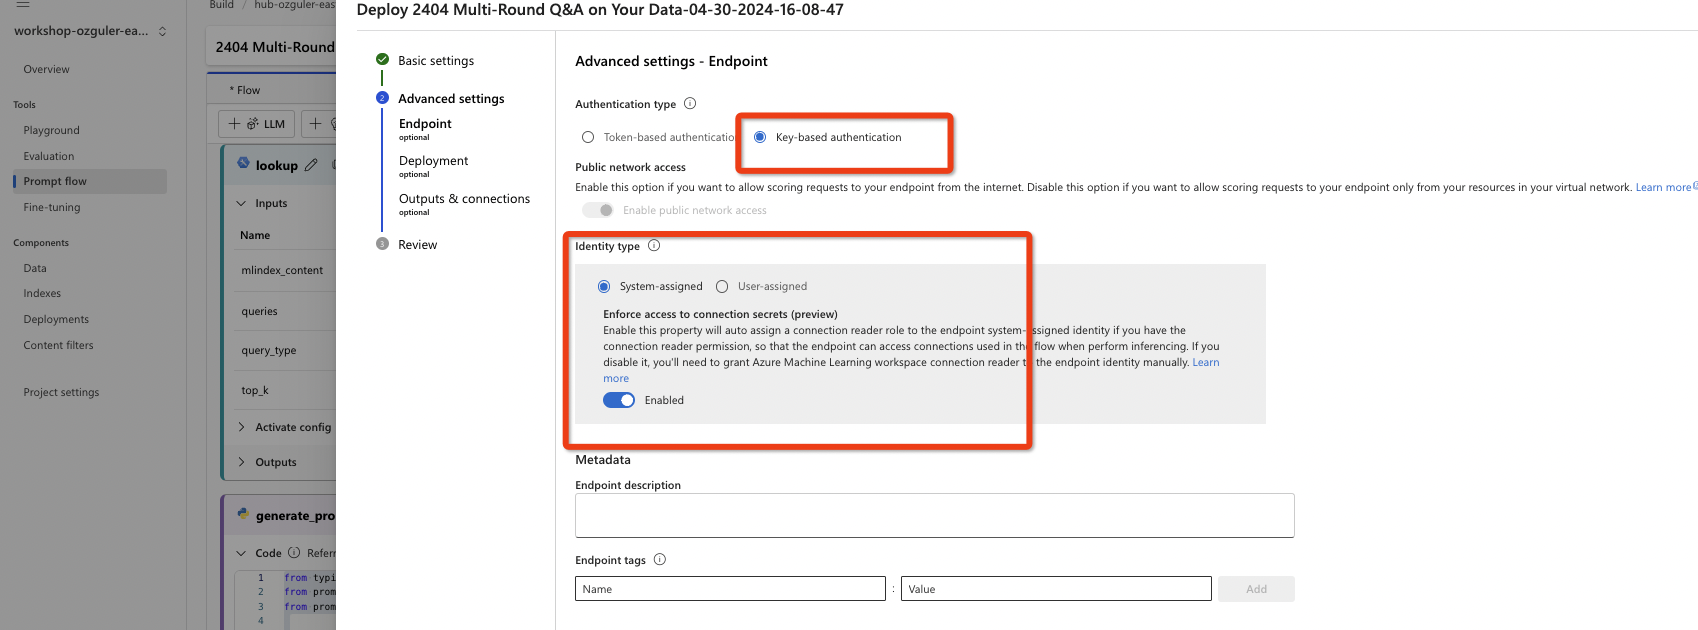 Deploy 2404 Multi-Round Q&A on Your Data-04-30-2024-16-08-47
Build / hub-ozguler-eas
workshop-ozguler-ea...
Overview
Tools
Playground
Evaluation
Prompt flow
Fine-tuning
Components
Data
Indexes
Deployments
Content filters
Project settings
2404 Multi-Round
* Flow
+ LLM
+
lookup
Inputs
Name
mlindex_content
queries
query_type
top_k
Activate config
Outputs
generate_pro
Code Referr
1 from typi
2 from prom
3 from prom
4
Basic settings
2 Advanced settings
Endpoint
optional
Deployment
optional
Outputs & connections
optional
3 Review
Advanced settings - Endpoint
Authentication type
Token-based authentication Key-based authentication
Public network access
Enable this option if you want to allow scoring requests to your endpoint from the internet. Disable this option if you want to allow scoring requests to your endpoint only from your resources in your virtual network. Learn more
Enable public network access
Identity type
System-assigned User-assigned
Enforce access to connection secrets (preview)
Enable this property will auto assign a connection reader role to the endpoint system-assigned identity if you have the
connection reader permission, so that the endpoint can access connections used in the flow when perform inferencing. If you
disable it, you'll need to grant Azure Machine Learning workspace connection reader to the endpoint identity manually. Learn
more
Enabled
Metadata
Endpoint description
Endpoint tags
Name : Value Add